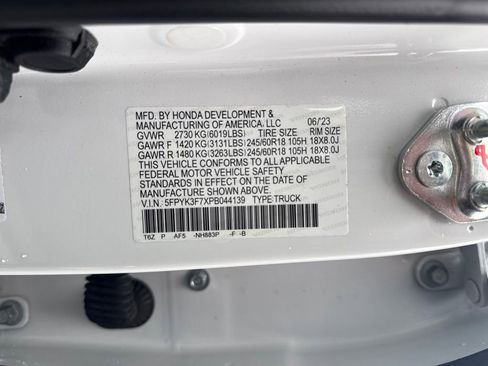 MFD. BY HONDA DEVELOPMENT &
MANUFACTURING OF AMERICA, LLC 06/'23
GVWR 2730 KG(6019LBS) TIRE SIZE RIM SIZE
GAWR F 1420 KG(3131LBS) 245/60R18 105H 18X8.0J
GAWR R 1480 KG(3263LBS) 245/60R18 105H 18X8.0J
THIS VEHICLE CONFORMS TO ALL APPLICABLE
FEDERAL MOTOR VEHICLE SAFETY
STANDARDS IN EFFECT ON THE DATE OF
MANUFACTURE SHOWN ABOVE.
V.I.N.: 5FPYK3F7XPB044139 TYPE:TRUCK
T6Z P AF5 -NH883P -F -B